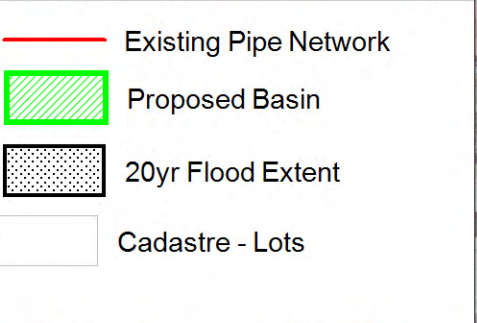 Existing Pipe Network
Proposed Basin
20yr Flood Extent
Cadastre - Lots